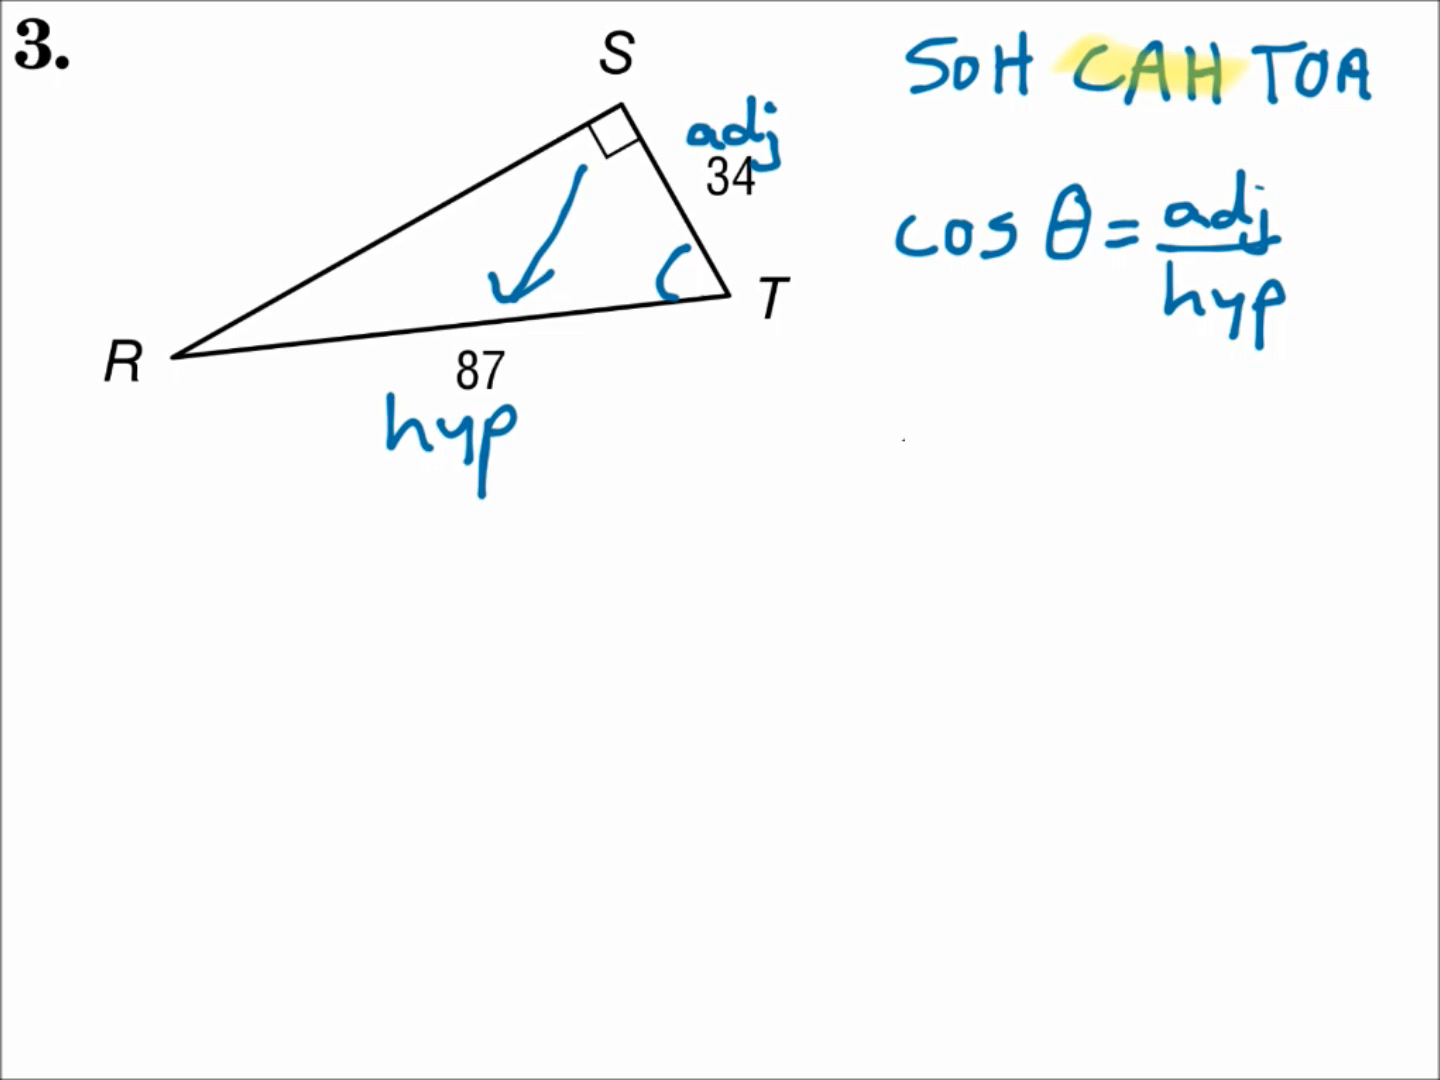 3.
S
SOH CAH TOA
adj
34
cos θ = adj
hyp
T
R
87
hyp